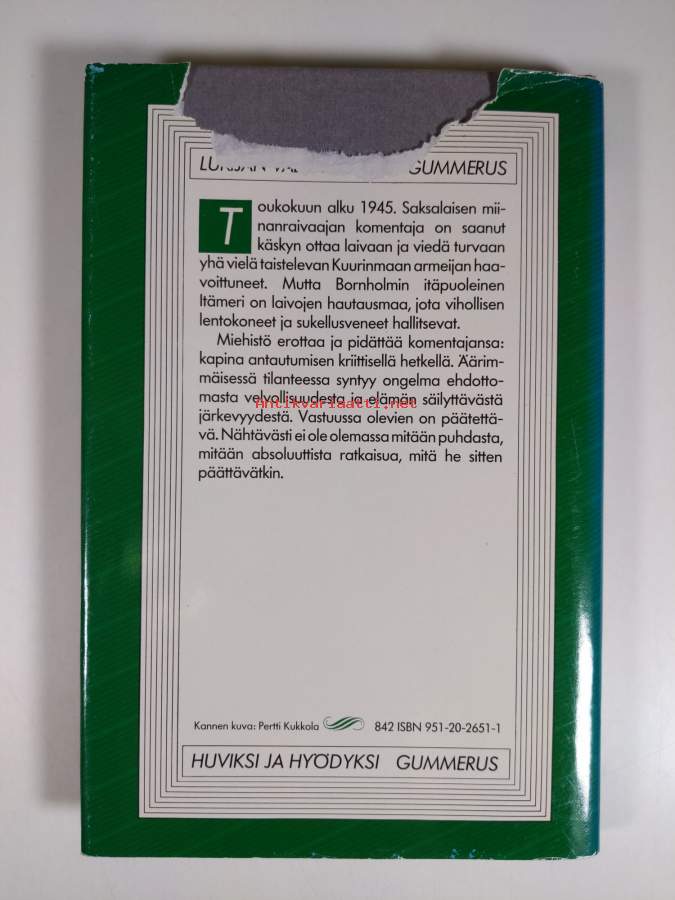 GUMMERUS
Toukokuun alku 1945. Saksalaisen mii-
nanraivaajan komentaja on saanut
käskyn ottaa laivaan ja viedä turvaan
yhä vielä taistelevan Kuurinmaan armeijan haa-
voittuneet. Mutta Bornholmin itäpuoleinen
Itämeri on laivojen hautausmaa, jota vihollisen
lentokoneet ja sukellusveneet hallitsevat.
Miehistö erottaa ja pidättää komentajansa:
kapina antautumisen kriittisellä hetkellä. Äärim-
mäisessä tilanteessa syntyy ongelma ehdotto-
masta velvollisuudesta ja elämän säilyttävästä
Antikvariaatti.net
järkevyydestä. Vastuussa olevien on päätettä-
vä. Nähtävästi ei ole olemassa mitään puhdasta,
mitään absoluuttista ratkaisua, mitä he sitten
päättävätkin.
Kannen kuva: Pertti Kukkola 842 ISBN 951-20-2651-1
HUVIKSI JA HYÖDYKSI GUMMERUS